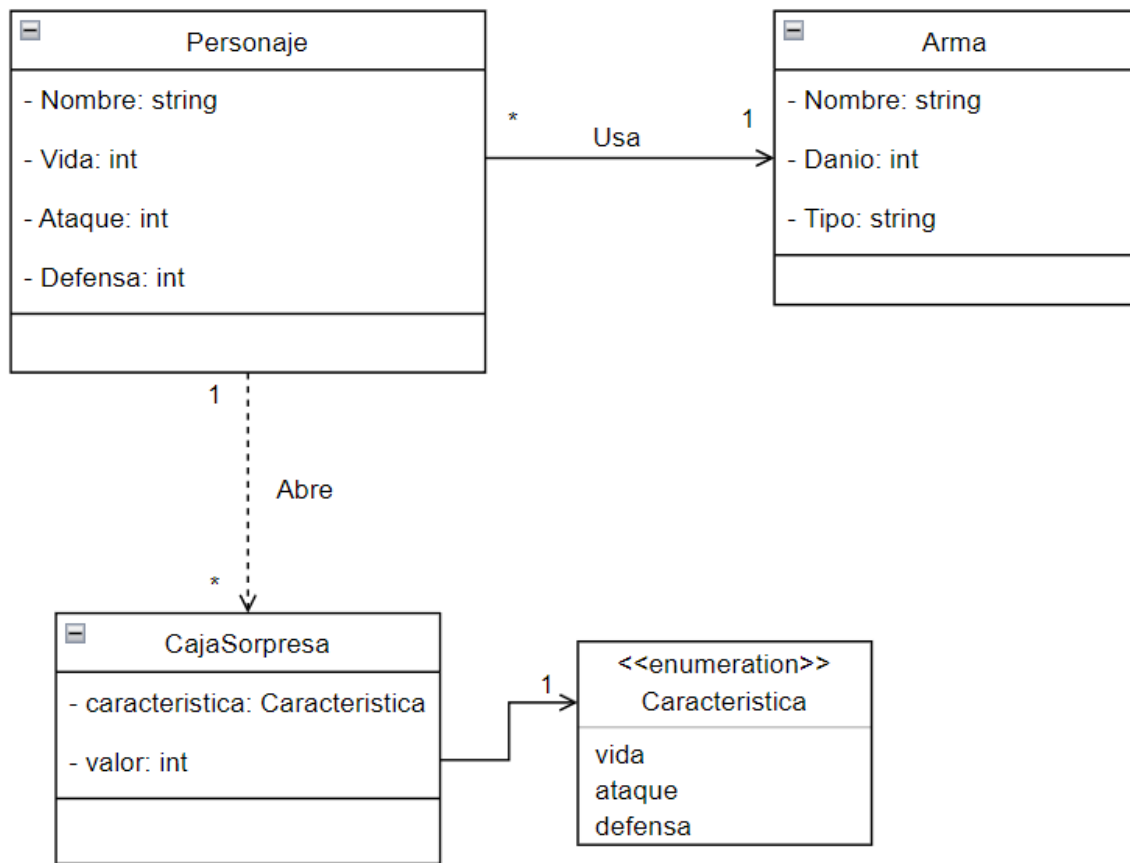 Personaje
- Nombre: string
- Vida: int
- Ataque: int
- Defensa: int
*
Usa
1
Arma
- Nombre: string
- Danio: int
- Tipo: string
1
Abre
*
CajaSorpresa
- caracteristica: Caracteristica
- valor: int
1
<<enumeration>>
Caracteristica
vida
ataque
defensa